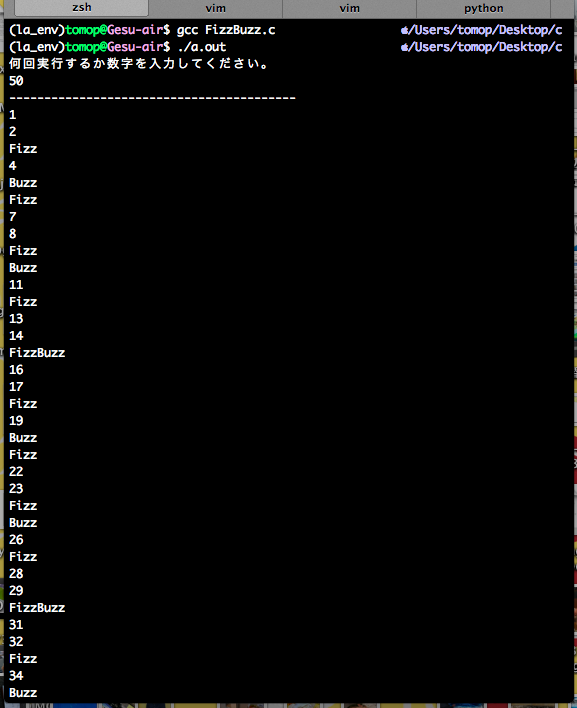 zsh vim vim python
(la_env)tomop@Gesu-air$ gcc FizzBuzz.c /Users/tomop/Desktop/c
(la_env)tomop@Gesu-air$ ./a.out /Users/tomop/Desktop/c
何回実行するか数字を入力してください。
50
-----------------------------------------
1
2
Fizz
4
Buzz
Fizz
7
8
Fizz
Buzz
11
Fizz
13
14
FizzBuzz
16
17
Fizz
19
Buzz
Fizz
22
23
Fizz
Buzz
26
Fizz
28
29
FizzBuzz
31
32
Fizz
34
Buzz